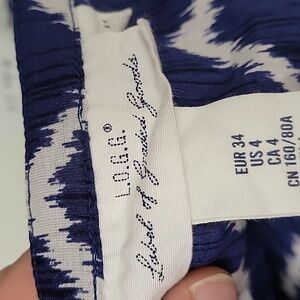 L.O.G.G.®
Label of Graded Goods
EUR 34
US 4
CA 4
CN 160/80A